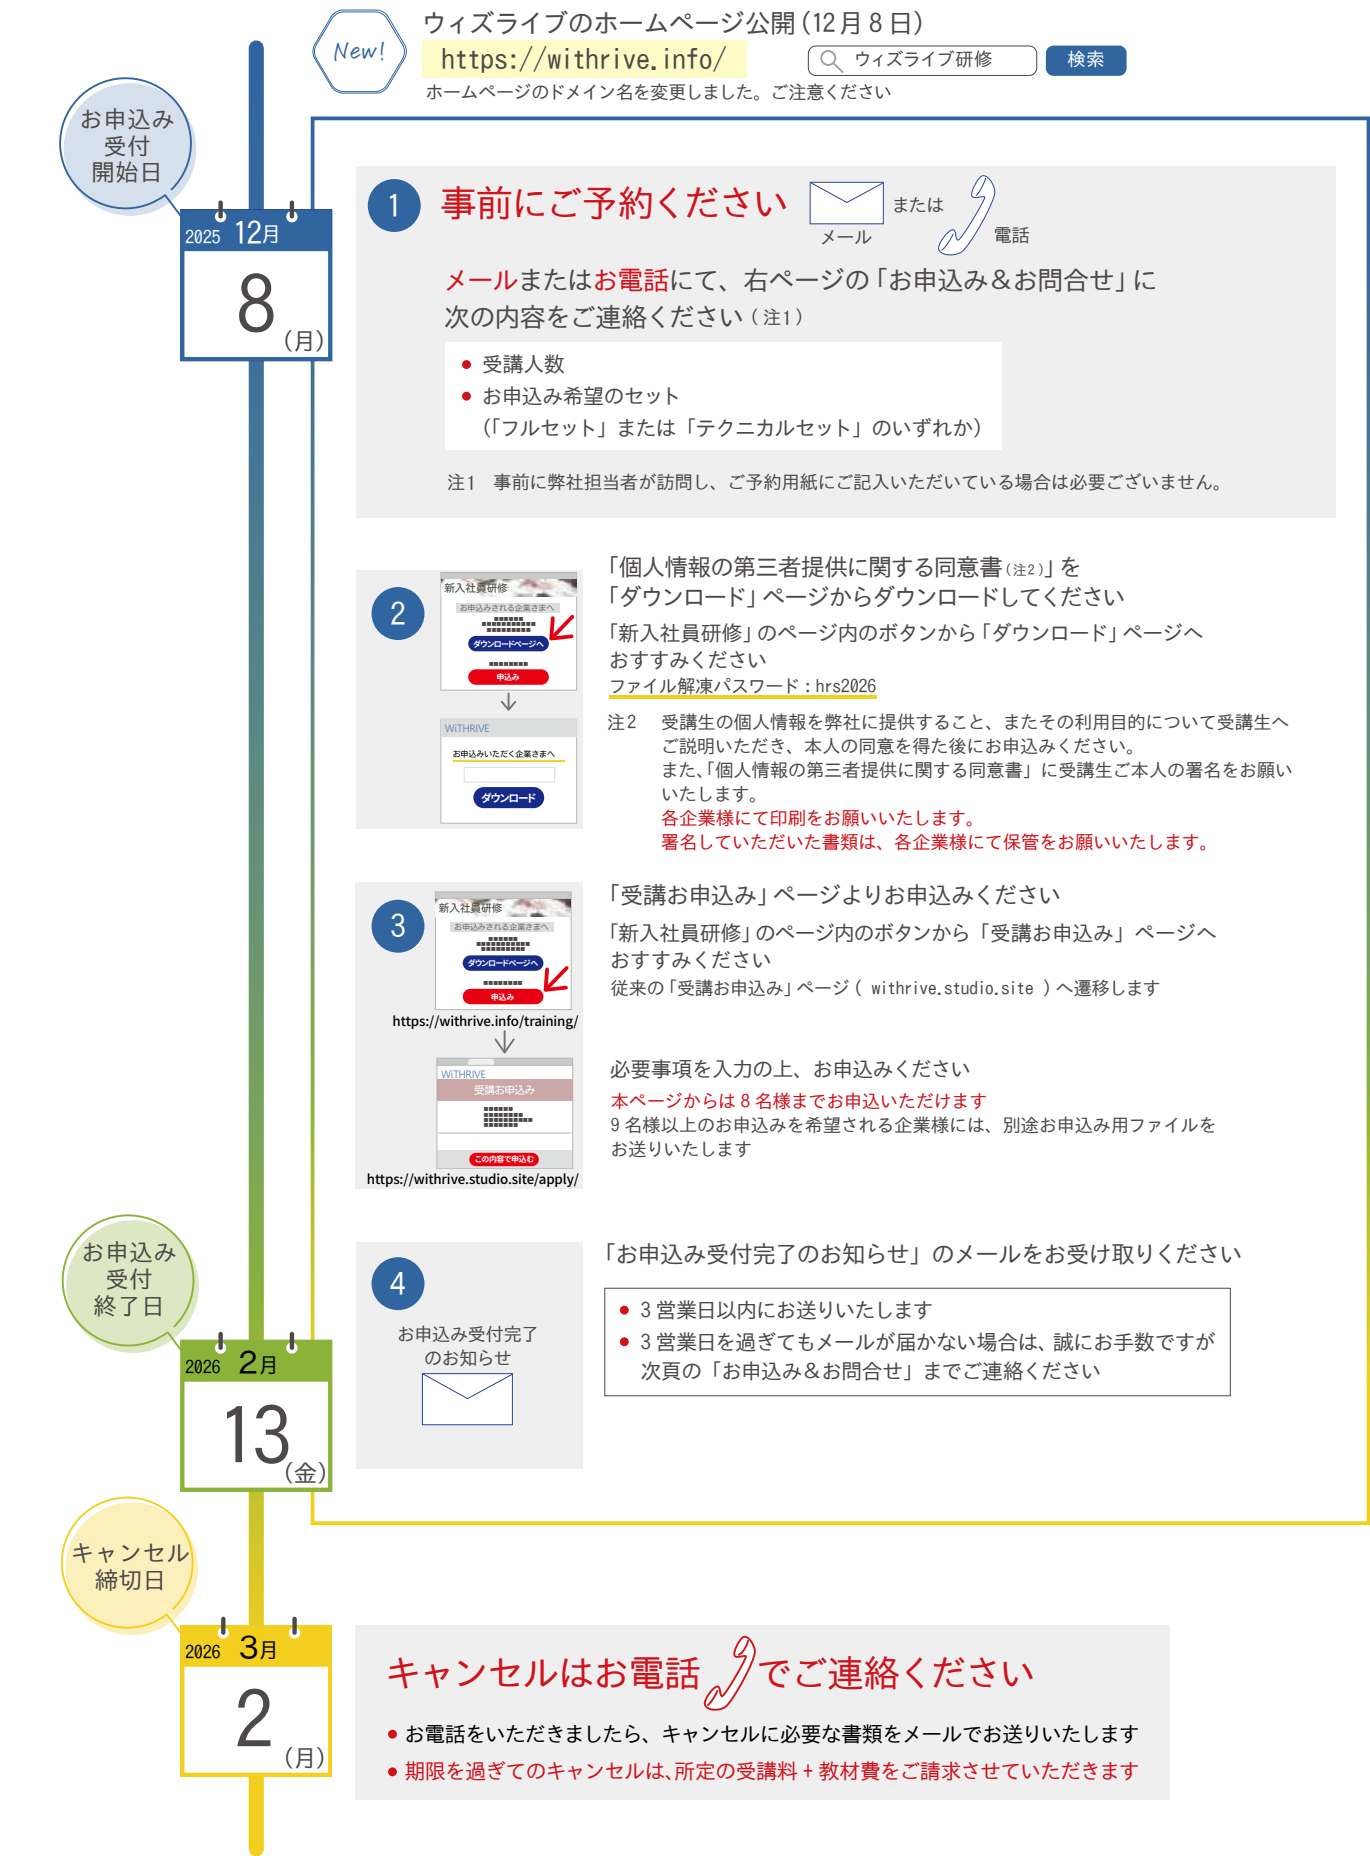 New!
ウィズライブのホームページ公開（12月8日）
https://withrive.info/
ウィズライブ研修
検索
ホームページのドメイン名を変更しました。ご注意ください
お申込み
受付
開始日
2025 12月
8
（月）
1 事前にご予約ください
メール
または
電話
メールまたはお電話にて、右ページの「お申込み＆お問合せ」に
次の内容をご連絡ください（注1）
● 受講人数
● お申込み希望のセット
（「フルセット」または「テクニカルセット」のいずれか）
注1　事前に弊社担当者が訪問し、ご予約用紙にご記入いただいている場合は必要ございません。
2
新入社員研修
お申込みされる企業さまへ
ダウンロードページへ
申込み
WiTHRIVE
お申込みいただく企業さまへ
ダウンロード
「個人情報の第三者提供に関する同意書（注2）」を
「ダウンロード」ページからダウンロードしてください
「新入社員研修」のページ内のボタンから「ダウンロード」ページへ
おすすみください
ファイル解凍パスワード：hrs2026
注2　受講生の個人情報を弊社に提供すること、またその利用目的について受講生へ
ご説明いただき、本人の同意を得た後にお申込みください。
また、「個人情報の第三者提供に関する同意書」に受講生ご本人の署名をお願い
いたします。
各企業様にて印刷をお願いいたします。
署名していただいた書類は、各企業様にて保管をお願いいたします。
3
新入社員研修
お申込みされる企業さまへ
ダウンロードページへ
申込み
https://withrive.info/training/
WiTHRIVE
受講お申込み
この内容で申込む
https://withrive.studio.site/apply/
「受講お申込み」ページよりお申込みください
「新入社員研修」のページ内のボタンから「受講お申込み」ページへ
おすすみください
従来の「受講お申込み」ページ（ withrive.studio.site ）へ遷移します
必要事項を入力の上、お申込みください
本ページからは8名様までお申込いただけます
9名様以上のお申込みを希望される企業様には、別途お申込み用ファイルを
お送りいたします
お申込み
受付
終了日
2026 2月
13
（金）
4
お申込み受付完了
のお知らせ
「お申込み受付完了のお知らせ」のメールをお受け取りください
● 3営業日以内にお送りいたします
● 3営業日を過ぎてもメールが届かない場合は、誠にお手数ですが
次頁の「お申込み＆お問合せ」までご連絡ください
キャンセル
締切日
2026 3月
2
（月）
キャンセルはお電話でご連絡ください
● お電話をいただきましたら、キャンセルに必要な書類をメールでお送りいたします
● 期限を過ぎてのキャンセルは、所定の受講料＋教材費をご請求させていただきます